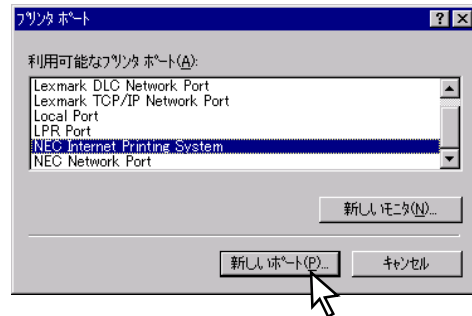 プリンタ ポート
利用可能なプリンタ ポート(A):
Lexmark DLC Network Port
Lexmark TCP/IP Network Port
Local Port
LPR Port
NEC Internet Printing System
NEC Network Port
新しいモニタ(N)...
新しいポート(P)...
キャンセル